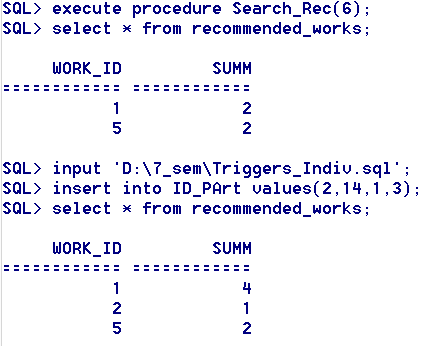 SQL> execute procedure Search_Rec(6);
SQL> select * from recommended_works;
WORK_ID SUMM
============ ============
1 2
5 2
SQL> input 'D:\7_sem\Triggers_Indiv.sql';
SQL> insert into ID_PArt values(2,14,1,3);
SQL> select * from recommended_works;
WORK_ID SUMM
============ ============
1 4
2 1
5 2